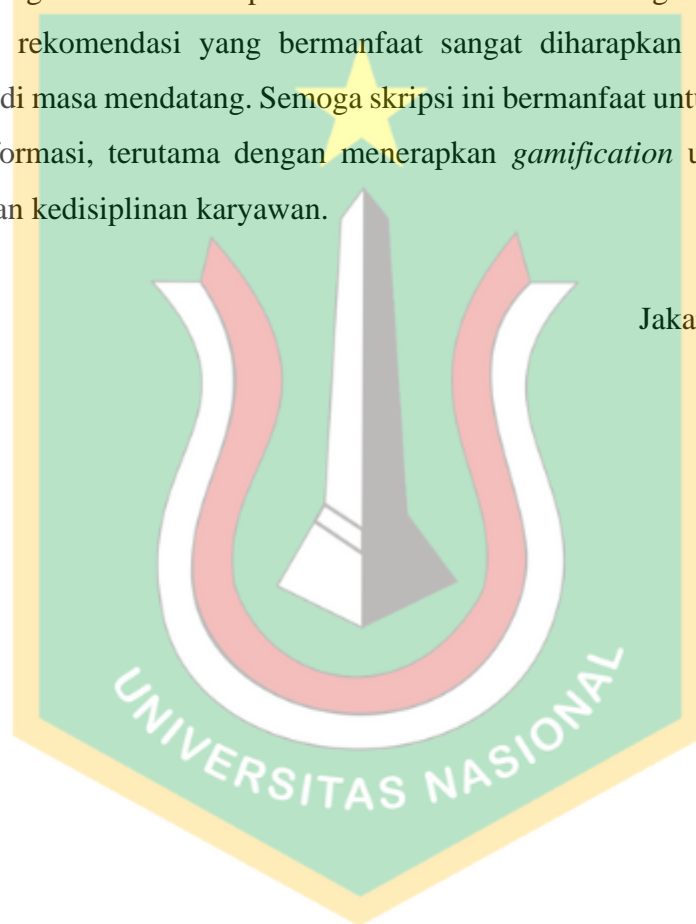 rekomendasi yang bermanfaat sangat diharapkan
di masa mendatang. Semoga skripsi ini bermanfaat untu
formasi, terutama dengan menerapkan gamification u
an kedisiplinan karyawan.
Jaka
UNIVERSITAS NASIONAL